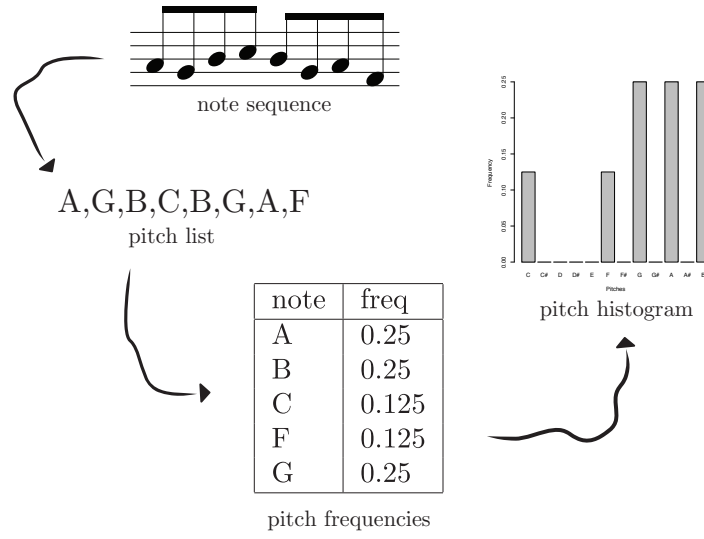 note sequence
A,G,B,C,B,G,A,F
pitch list
note freq
A 0.25
B 0.25
C 0.125
F 0.125
G 0.25
pitch frequencies
0.25
0.20
0.15
0.10
0.05
0.00
Frequency
C C# D D# E F F# G G# A A# B
Pitches
pitch histogram